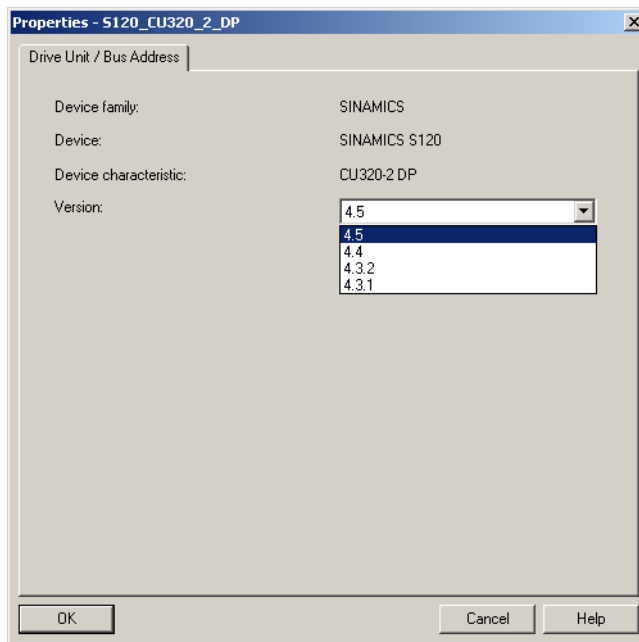 Properties - S120_CU320_2_DP
Drive Unit / Bus Address
Device family: SINAMICS
Device: SINAMICS S120
Device characteristic: CU320-2 DP
Version: 4.5
4.5
4.4
4.3.2
4.3.1
OK Cancel Help